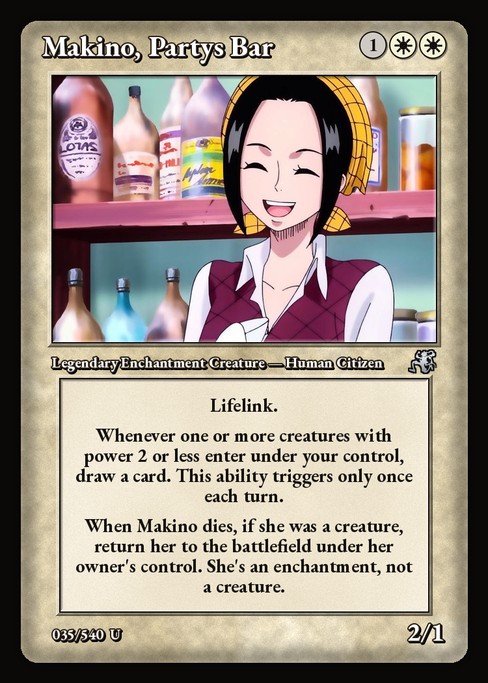 Makino, Partys Bar
1
Legendary Enchantment Creature — Human Citizen
Lifelink.
Whenever one or more creatures with
power 2 or less enter under your control,
draw a card. This ability triggers only once
each turn.
When Makino dies, if she was a creature,
return her to the battlefield under her
owner's control. She's an enchantment, not
a creature.
035/540 U
2/1